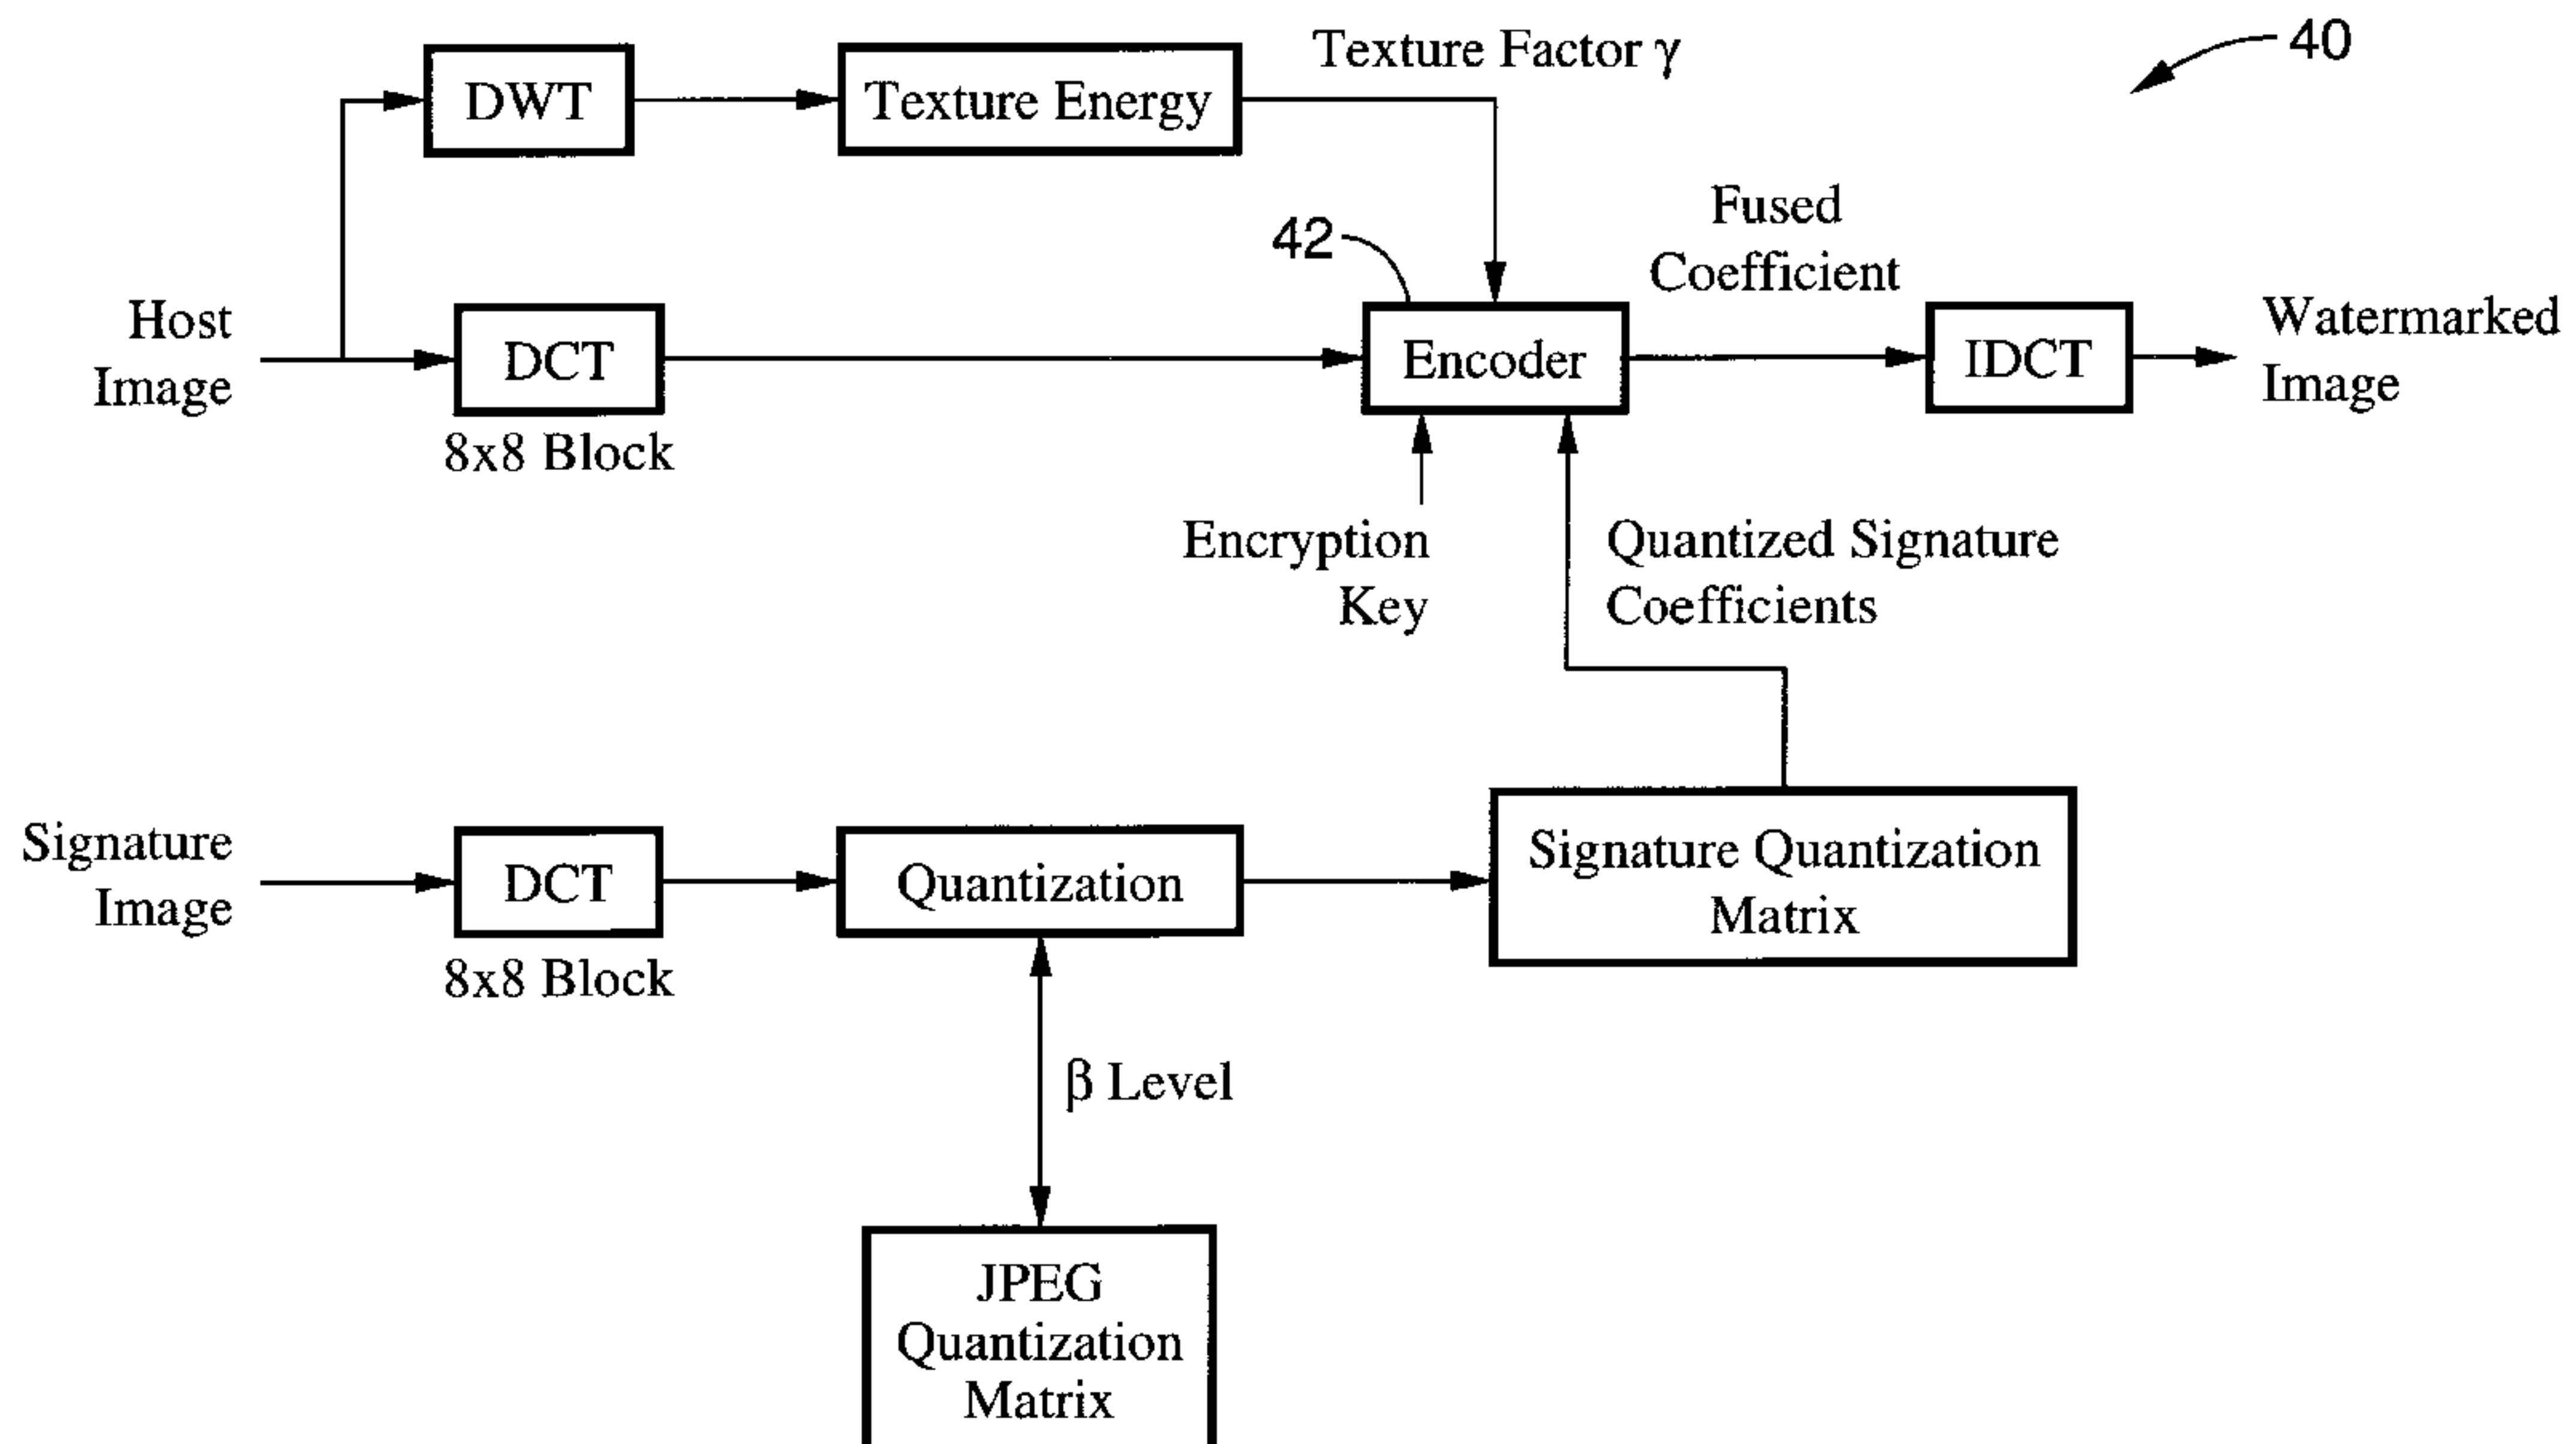 Texture Factor γ
40
DWT
Texture Energy
Fused
Coefficient
42
Host
Image
DCT
Encoder
IDCT
Watermarked
Image
8x8 Block
Encryption
Key
Quantized Signature
Coefficients
Signature
Image
DCT
Quantization
Signature Quantization
Matrix
8x8 Block
β Level
JPEG
Quantization
Matrix